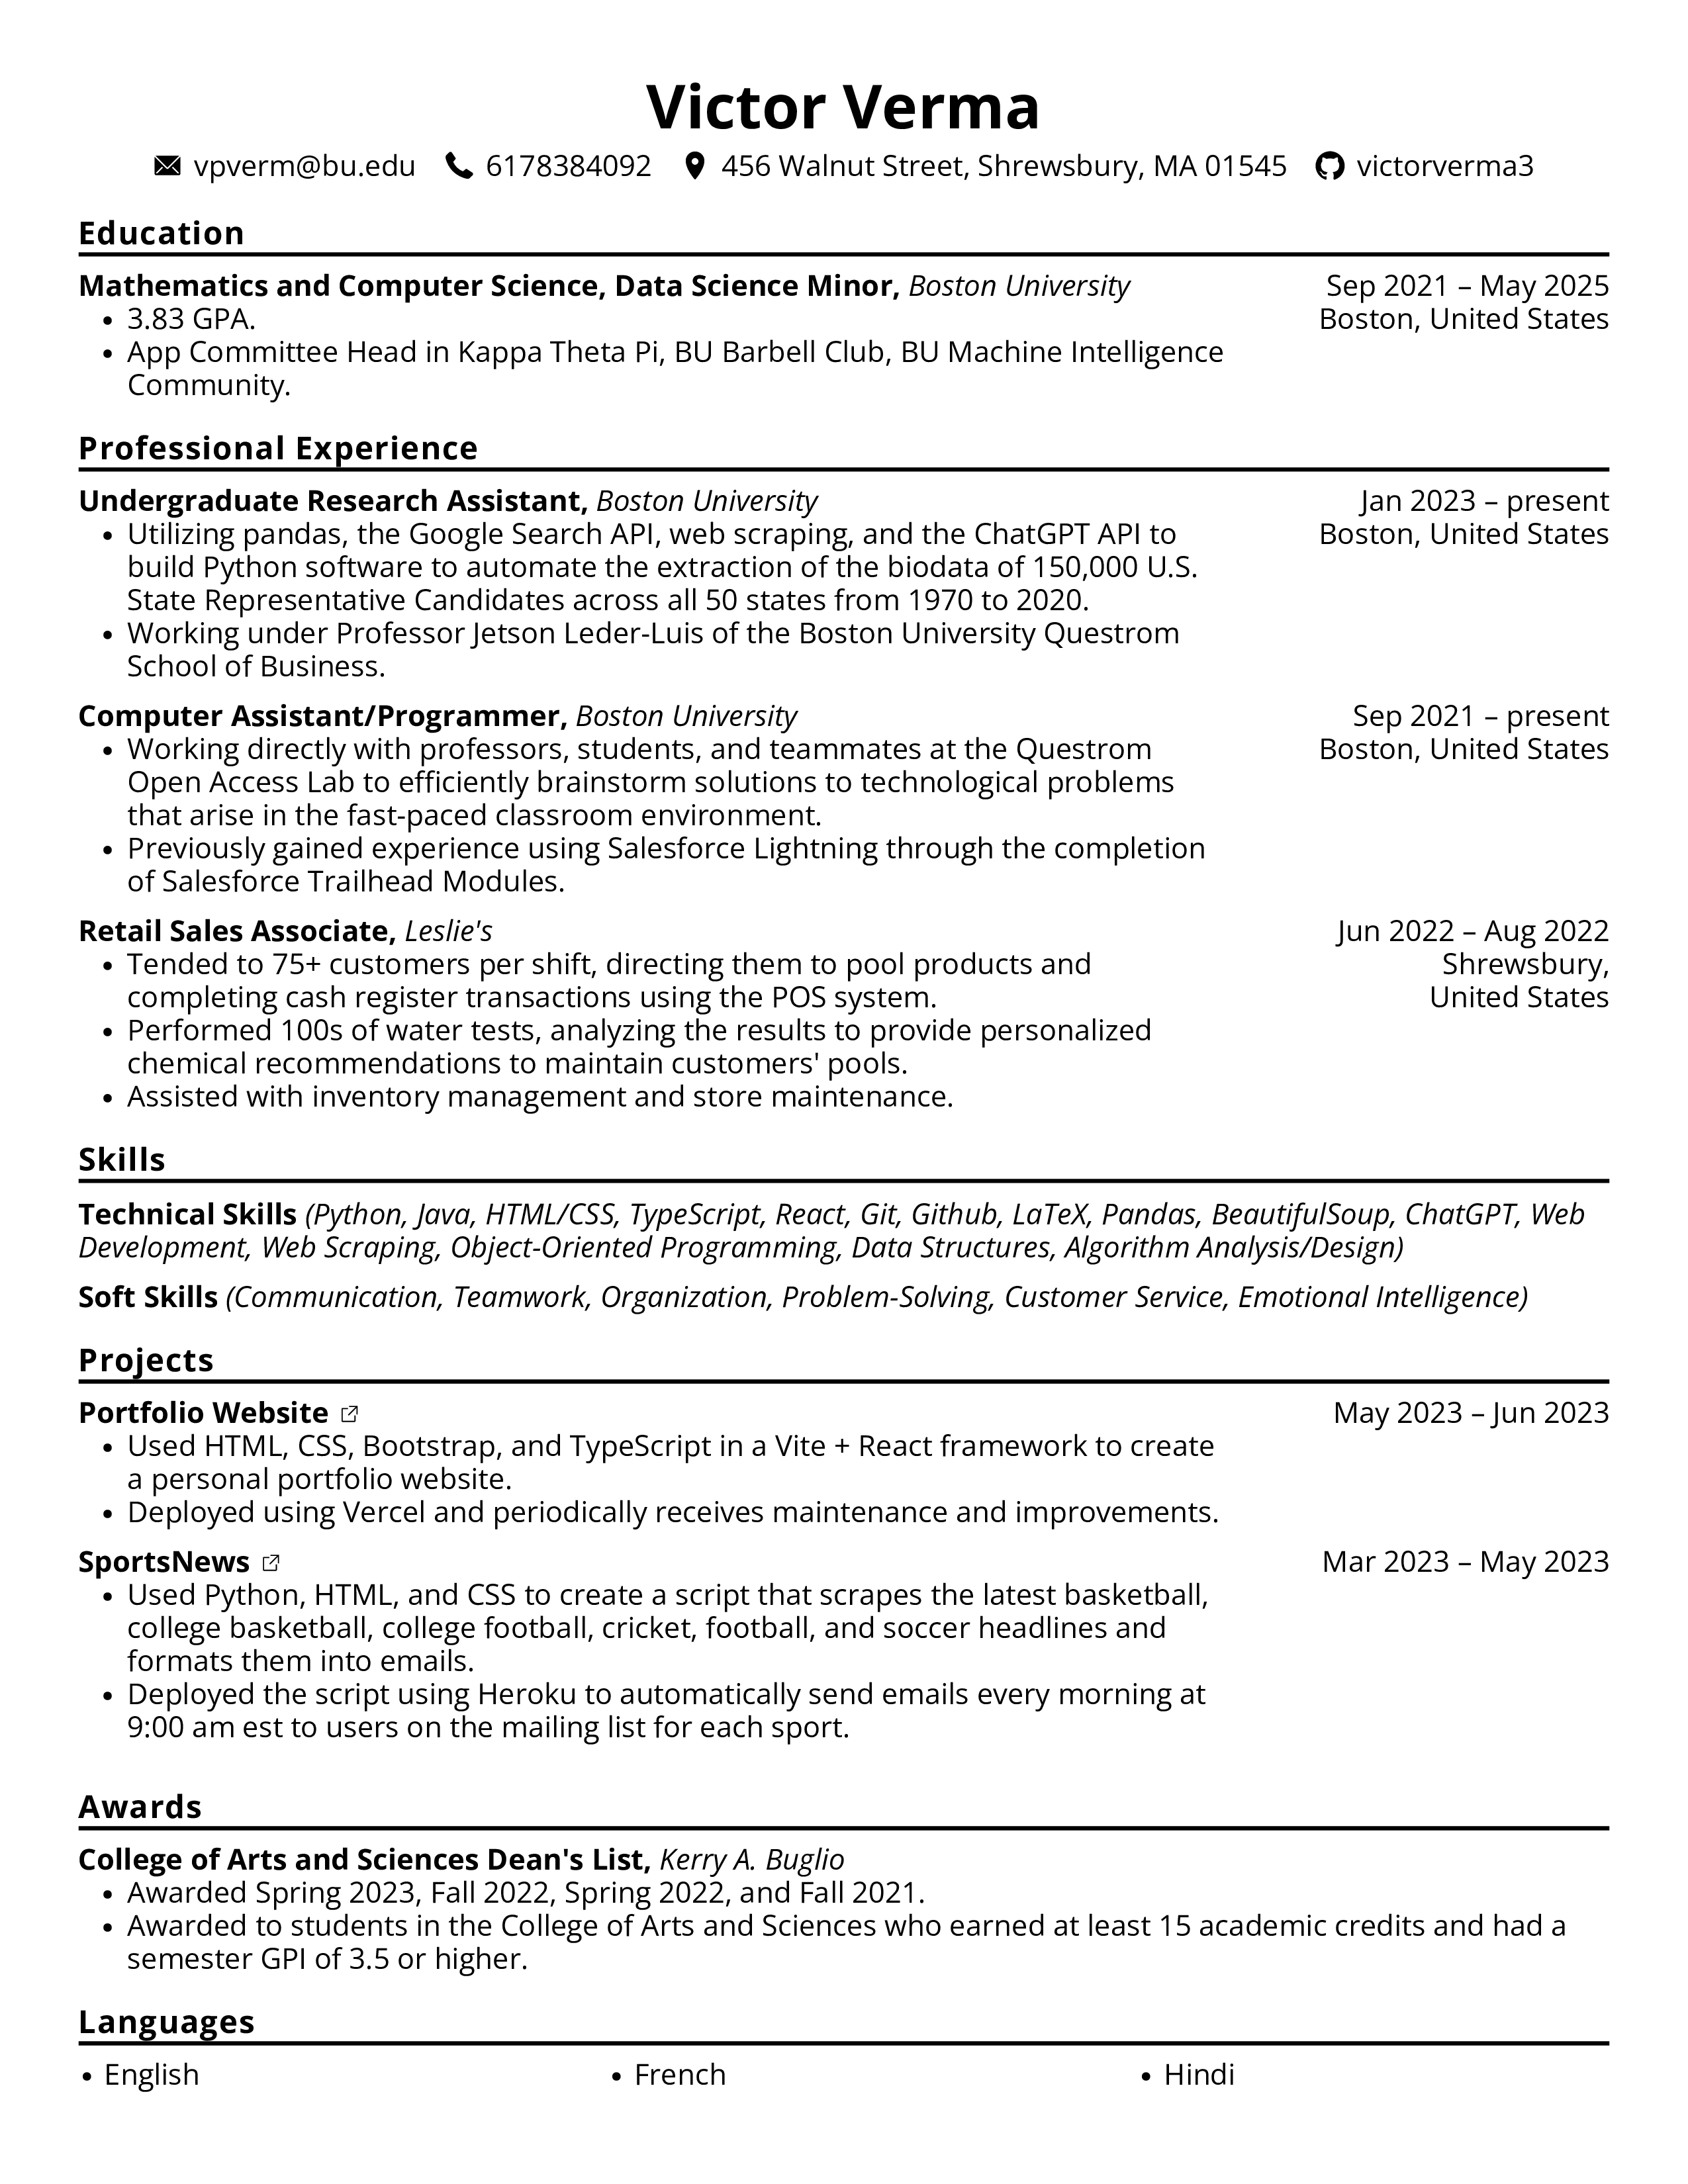 Victor Verma
vpverm@bu.edu 6178384092 456 Walnut Street, Shrewsbury, MA 01545 victorverma3
Education
Mathematics and Computer Science, Data Science Minor, Boston University Sep 2021 – May 2025
• 3.83 GPA. Boston, United States
• App Committee Head in Kappa Theta Pi, BU Barbell Club, BU Machine Intelligence
Community.
Professional Experience
Undergraduate Research Assistant, Boston University Jan 2023 – present
• Utilizing pandas, the Google Search API, web scraping, and the ChatGPT API to Boston, United States
build Python software to automate the extraction of the biodata of 150,000 U.S.
State Representative Candidates across all 50 states from 1970 to 2020.
• Working under Professor Jetson Leder-Luis of the Boston University Questrom
School of Business.
Computer Assistant/Programmer, Boston University Sep 2021 – present
• Working directly with professors, students, and teammates at the Questrom Boston, United States
Open Access Lab to efficiently brainstorm solutions to technological problems
that arise in the fast-paced classroom environment.
• Previously gained experience using Salesforce Lightning through the completion
of Salesforce Trailhead Modules.
Retail Sales Associate, Leslie's Jun 2022 – Aug 2022
• Tended to 75+ customers per shift, directing them to pool products and Shrewsbury,
completing cash register transactions using the POS system. United States
• Performed 100s of water tests, analyzing the results to provide personalized
chemical recommendations to maintain customers' pools.
• Assisted with inventory management and store maintenance.
Skills
Technical Skills (Python, Java, HTML/CSS, TypeScript, React, Git, Github, LaTeX, Pandas, BeautifulSoup, ChatGPT, Web
Development, Web Scraping, Object-Oriented Programming, Data Structures, Algorithm Analysis/Design)
Soft Skills (Communication, Teamwork, Organization, Problem-Solving, Customer Service, Emotional Intelligence)
Projects
Portfolio Website May 2023 – Jun 2023
• Used HTML, CSS, Bootstrap, and TypeScript in a Vite + React framework to create
a personal portfolio website.
• Deployed using Vercel and periodically receives maintenance and improvements.
SportsNews Mar 2023 – May 2023
• Used Python, HTML, and CSS to create a script that scrapes the latest basketball,
college basketball, college football, cricket, football, and soccer headlines and
formats them into emails.
• Deployed the script using Heroku to automatically send emails every morning at
9:00 am est to users on the mailing list for each sport.
Awards
College of Arts and Sciences Dean's List, Kerry A. Buglio
• Awarded Spring 2023, Fall 2022, Spring 2022, and Fall 2021.
• Awarded to students in the College of Arts and Sciences who earned at least 15 academic credits and had a
semester GPI of 3.5 or higher.
Languages
• English • French • Hindi